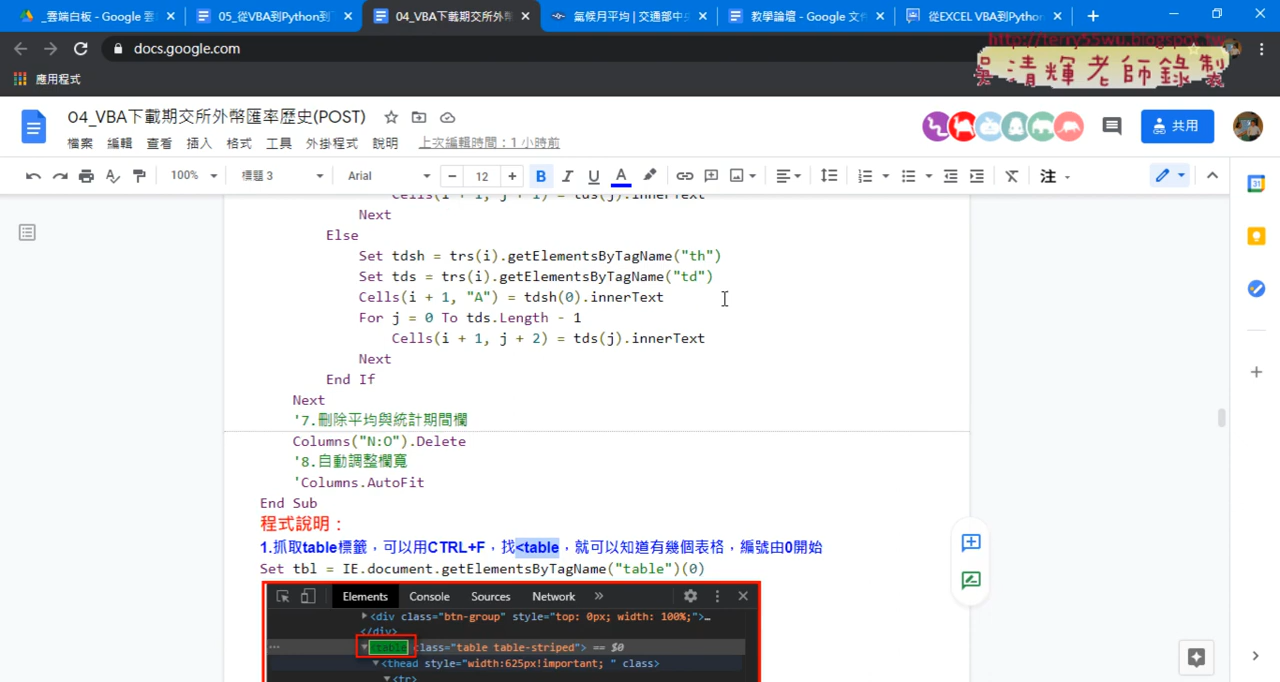 _雲端白板 - Google 雲
05_從VBA到Python到
04_VBA下載期交所外幣
氣候月平均 | 交通部中央
教學論壇 - Google 文件
從EXCEL VBA到Python
docs.google.com
http://terry55wu.blogspot.tw
應用程式
吳清輝老師錄製
04_VBA下載期交所外幣匯率歷史(POST)
共用
檔案 編輯 查看 插入 格式 工具 外掛程式 說明 上次編輯時間：1 小時前
100% 標題 3 Arial 12 B I U A 注
Cells(i + 1, j + 1) = tds(j).innerText
Next
Else
Set tdsh = trs(i).getElementsByTagName("th")
Set tds = trs(i).getElementsByTagName("td")
Cells(i + 1, "A") = tdsh(0).innerText
For j = 0 To tds.Length - 1
Cells(i + 1, j + 2) = tds(j).innerText
Next
End If
Next
'7.刪除平均與統計期間欄
Columns("N:O").Delete
'8.自動調整欄寬
'Columns.AutoFit
End Sub
程式說明：
1.抓取table標籤，可以用CTRL+F，找<table，就可以知道有幾個表格，編號由0開始
Set tbl = IE.document.getElementsByTagName("table")(0)
Elements Console Sources Network »
<div class="btn-group" style="top: 0px; width: 100%;">…
</div>
<table class="table table-striped"> == $0
<thead style="width:625px!important; " class>
<tr>